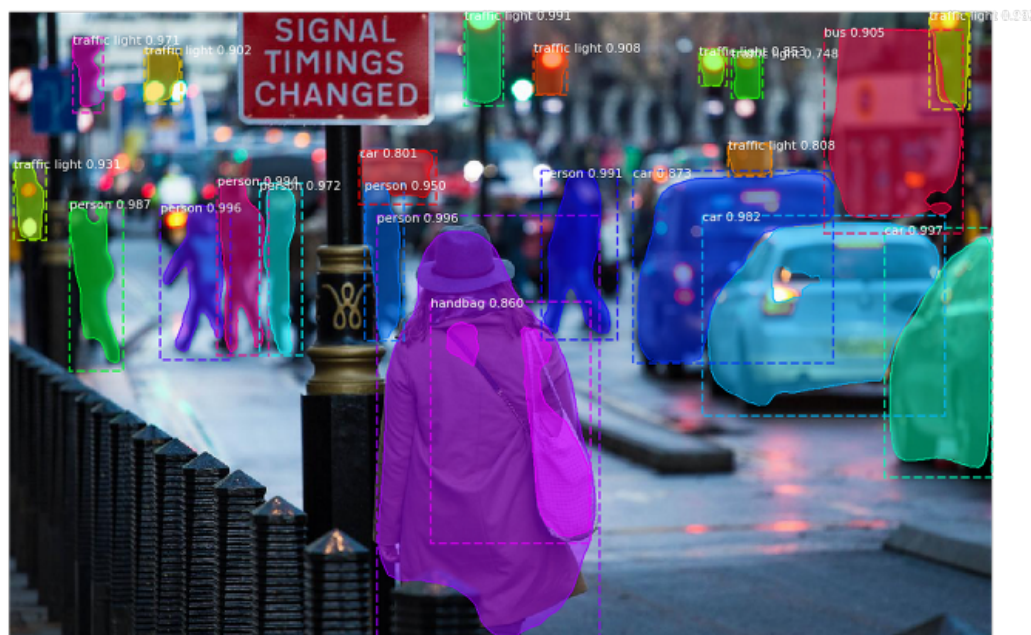 traffic light 0.991
traffic light
traffic light 0.971
traffic light 0.902
SIGNAL
TIMINGS
CHANGED
traffic light 0.908
traffic light 0.853
traffic light 0.748
bus 0.905
traffic light 0.931
car 0.801
traffic light 0.808
person 0.987
person 0.996
person 0.994
person 0.972
person 0.950
person 0.991
car 0.873
person 0.996
car 0.982
car 0.997
handbag 0.860